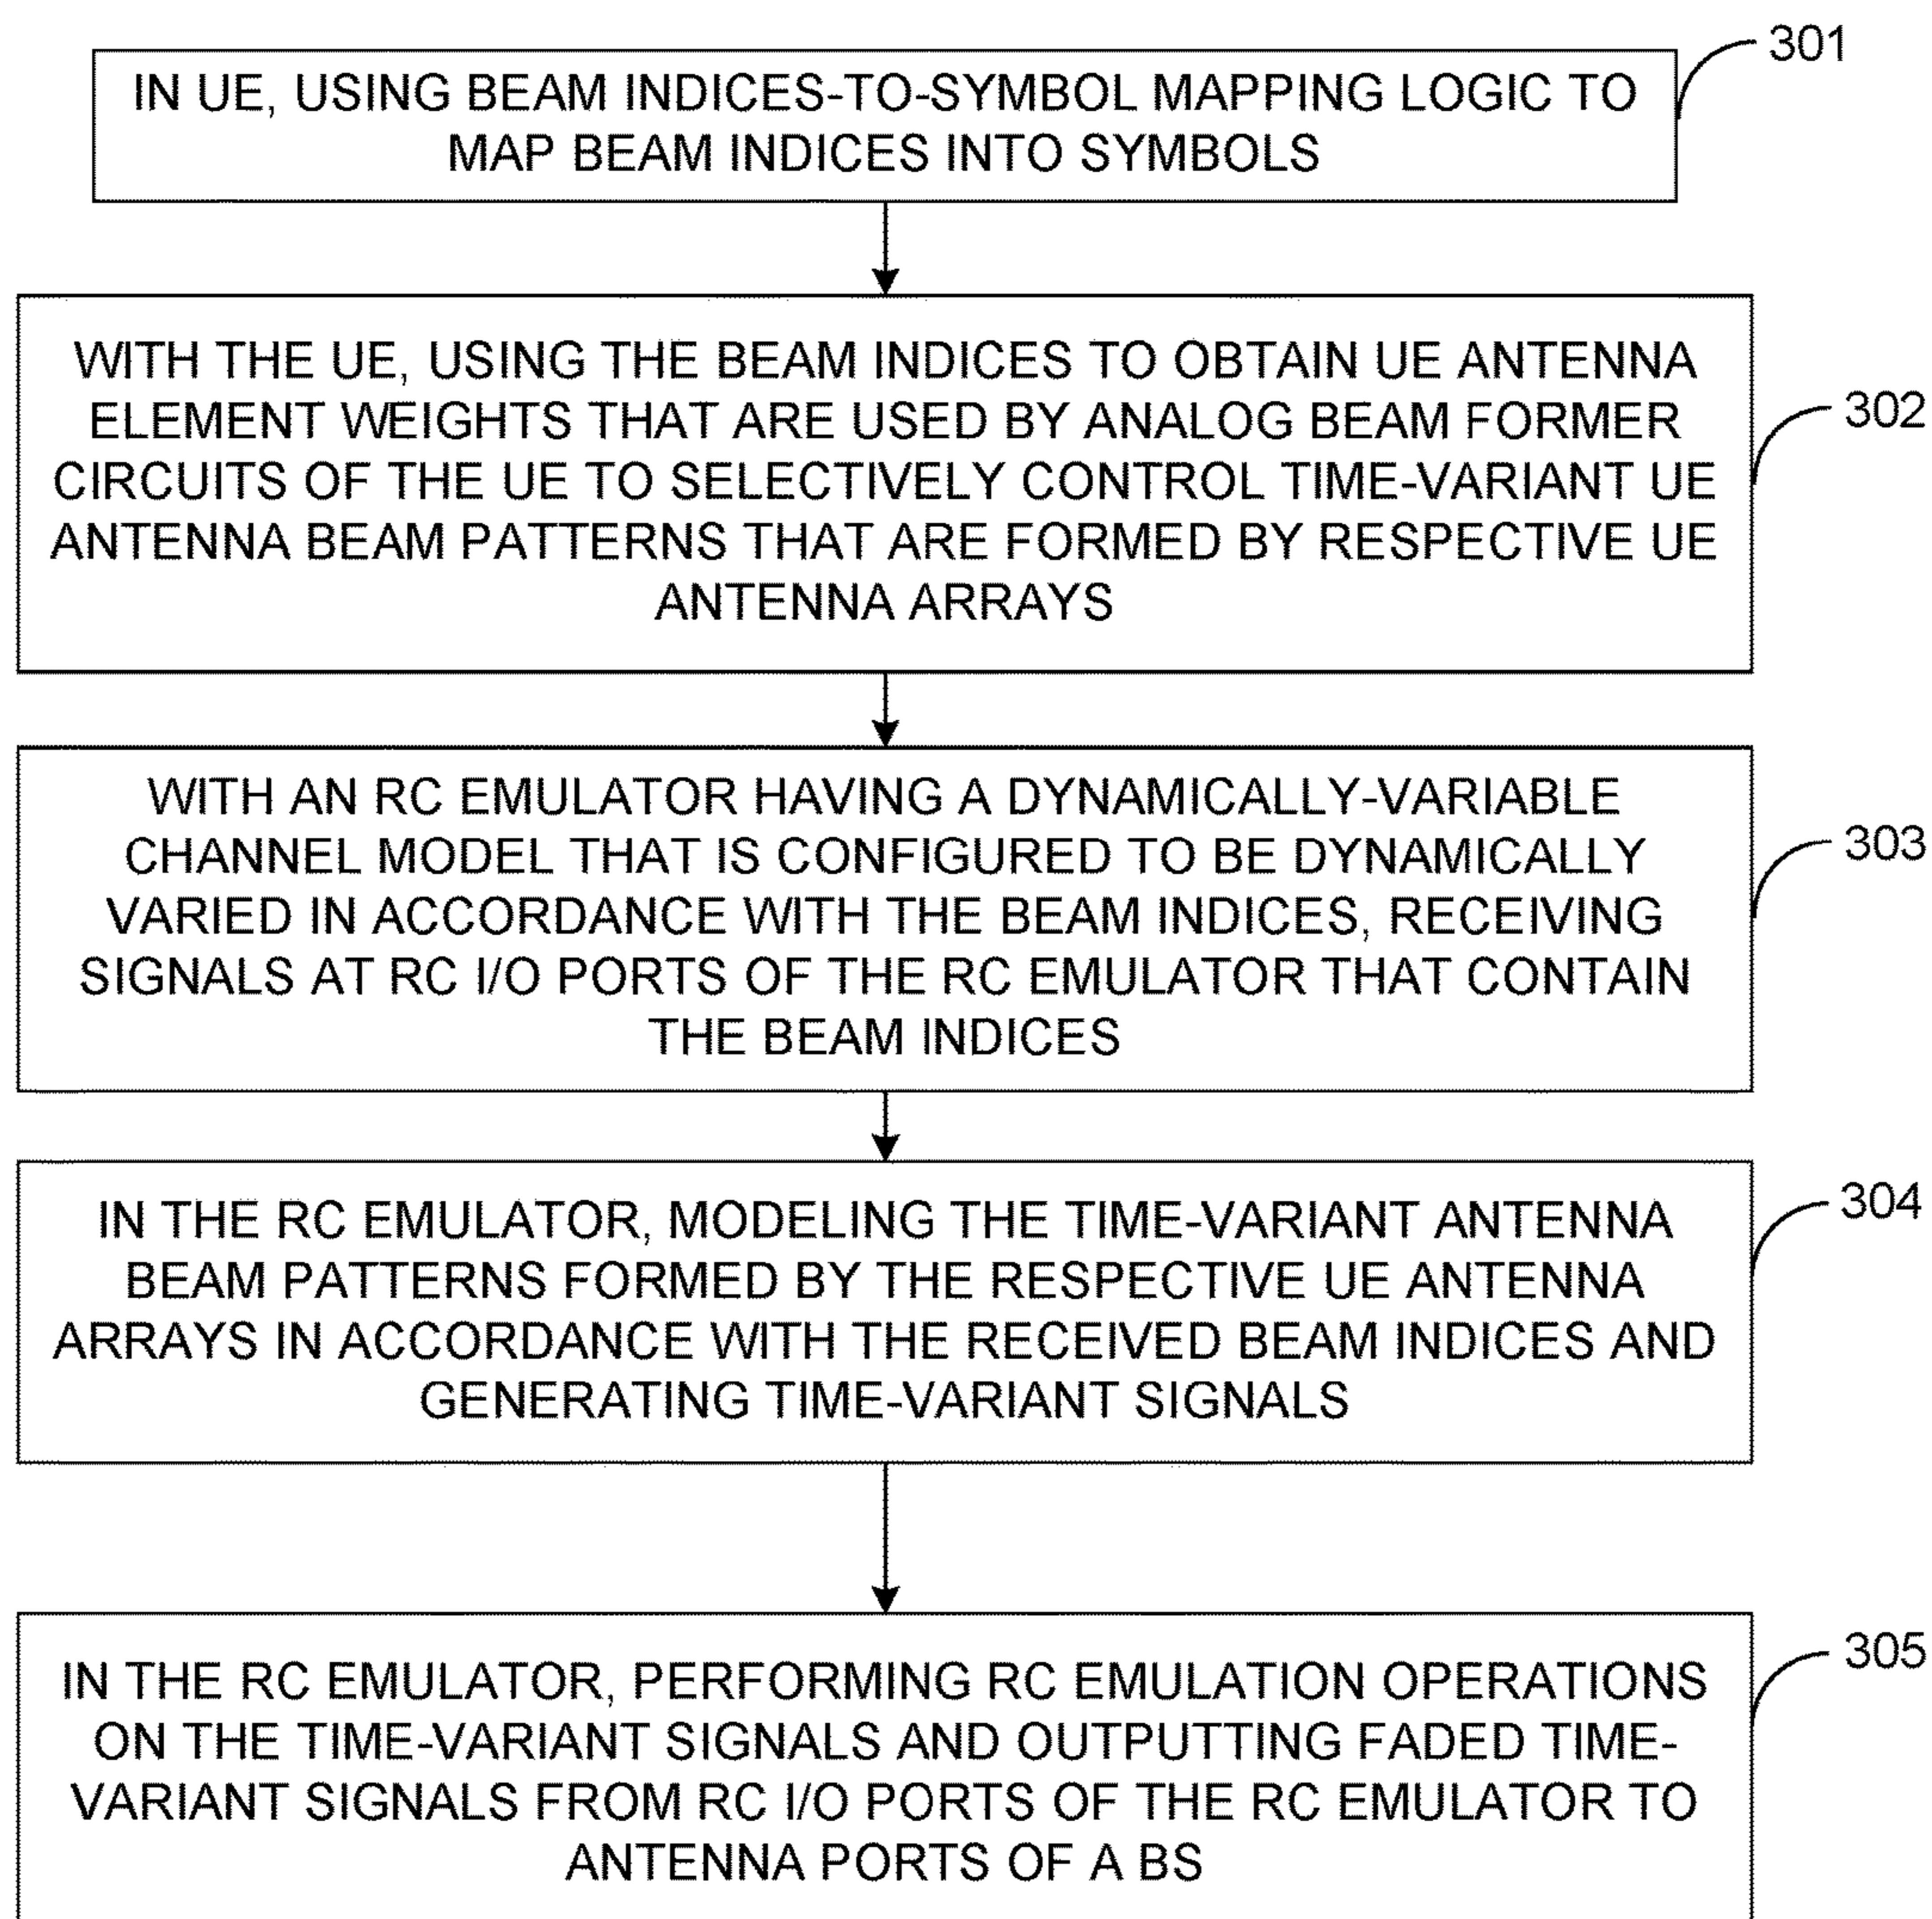 301
IN UE, USING BEAM INDICES-TO-SYMBOL MAPPING LOGIC TO
MAP BEAM INDICES INTO SYMBOLS
WITH THE UE, USING THE BEAM INDICES TO OBTAIN UE ANTENNA
ELEMENT WEIGHTS THAT ARE USED BY ANALOG BEAM FORMER
CIRCUITS OF THE UE TO SELECTIVELY CONTROL TIME-VARIANT UE
ANTENNA BEAM PATTERNS THAT ARE FORMED BY RESPECTIVE UE
ANTENNA ARRAYS
302
WITH AN RC EMULATOR HAVING A DYNAMICALLY-VARIABLE
CHANNEL MODEL THAT IS CONFIGURED TO BE DYNAMICALLY
VARIED IN ACCORDANCE WITH THE BEAM INDICES, RECEIVING
SIGNALS AT RC I/O PORTS OF THE RC EMULATOR THAT CONTAIN
THE BEAM INDICES
303
IN THE RC EMULATOR, MODELING THE TIME-VARIANT ANTENNA
BEAM PATTERNS FORMED BY THE RESPECTIVE UE ANTENNA
ARRAYS IN ACCORDANCE WITH THE RECEIVED BEAM INDICES AND
GENERATING TIME-VARIANT SIGNALS
304
IN THE RC EMULATOR, PERFORMING RC EMULATION OPERATIONS
ON THE TIME-VARIANT SIGNALS AND OUTPUTTING FADED TIME-
VARIANT SIGNALS FROM RC I/O PORTS OF THE RC EMULATOR TO
ANTENNA PORTS OF A BS
305